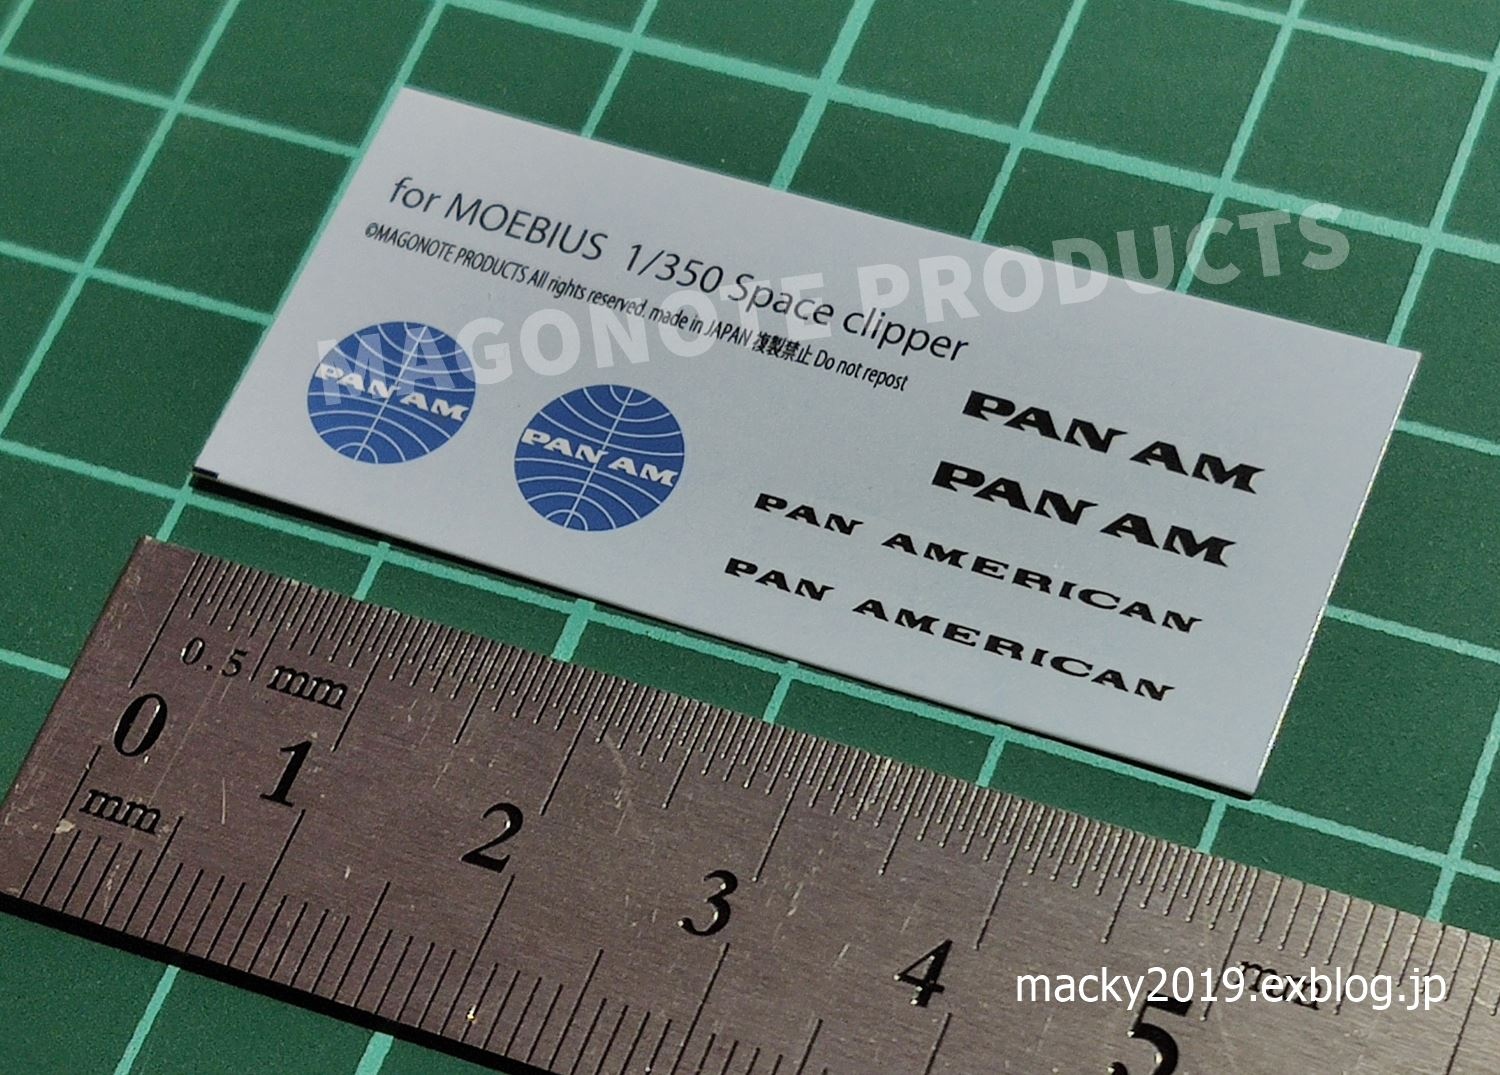 for MOEBIUS 1/350 Space clipper
©MAGONOTE PRODUCTS All rights reserved. made in JAPAN 複製禁止 Do not repost
MAGONOTE PRODUCTS
PAN AM
PAN AM
PAN AM
PAN AM
PAN AMERICAN
PAN AMERICAN
0.5 mm
0 1 2 3 4 5
mm
macky2019.exblog.jp